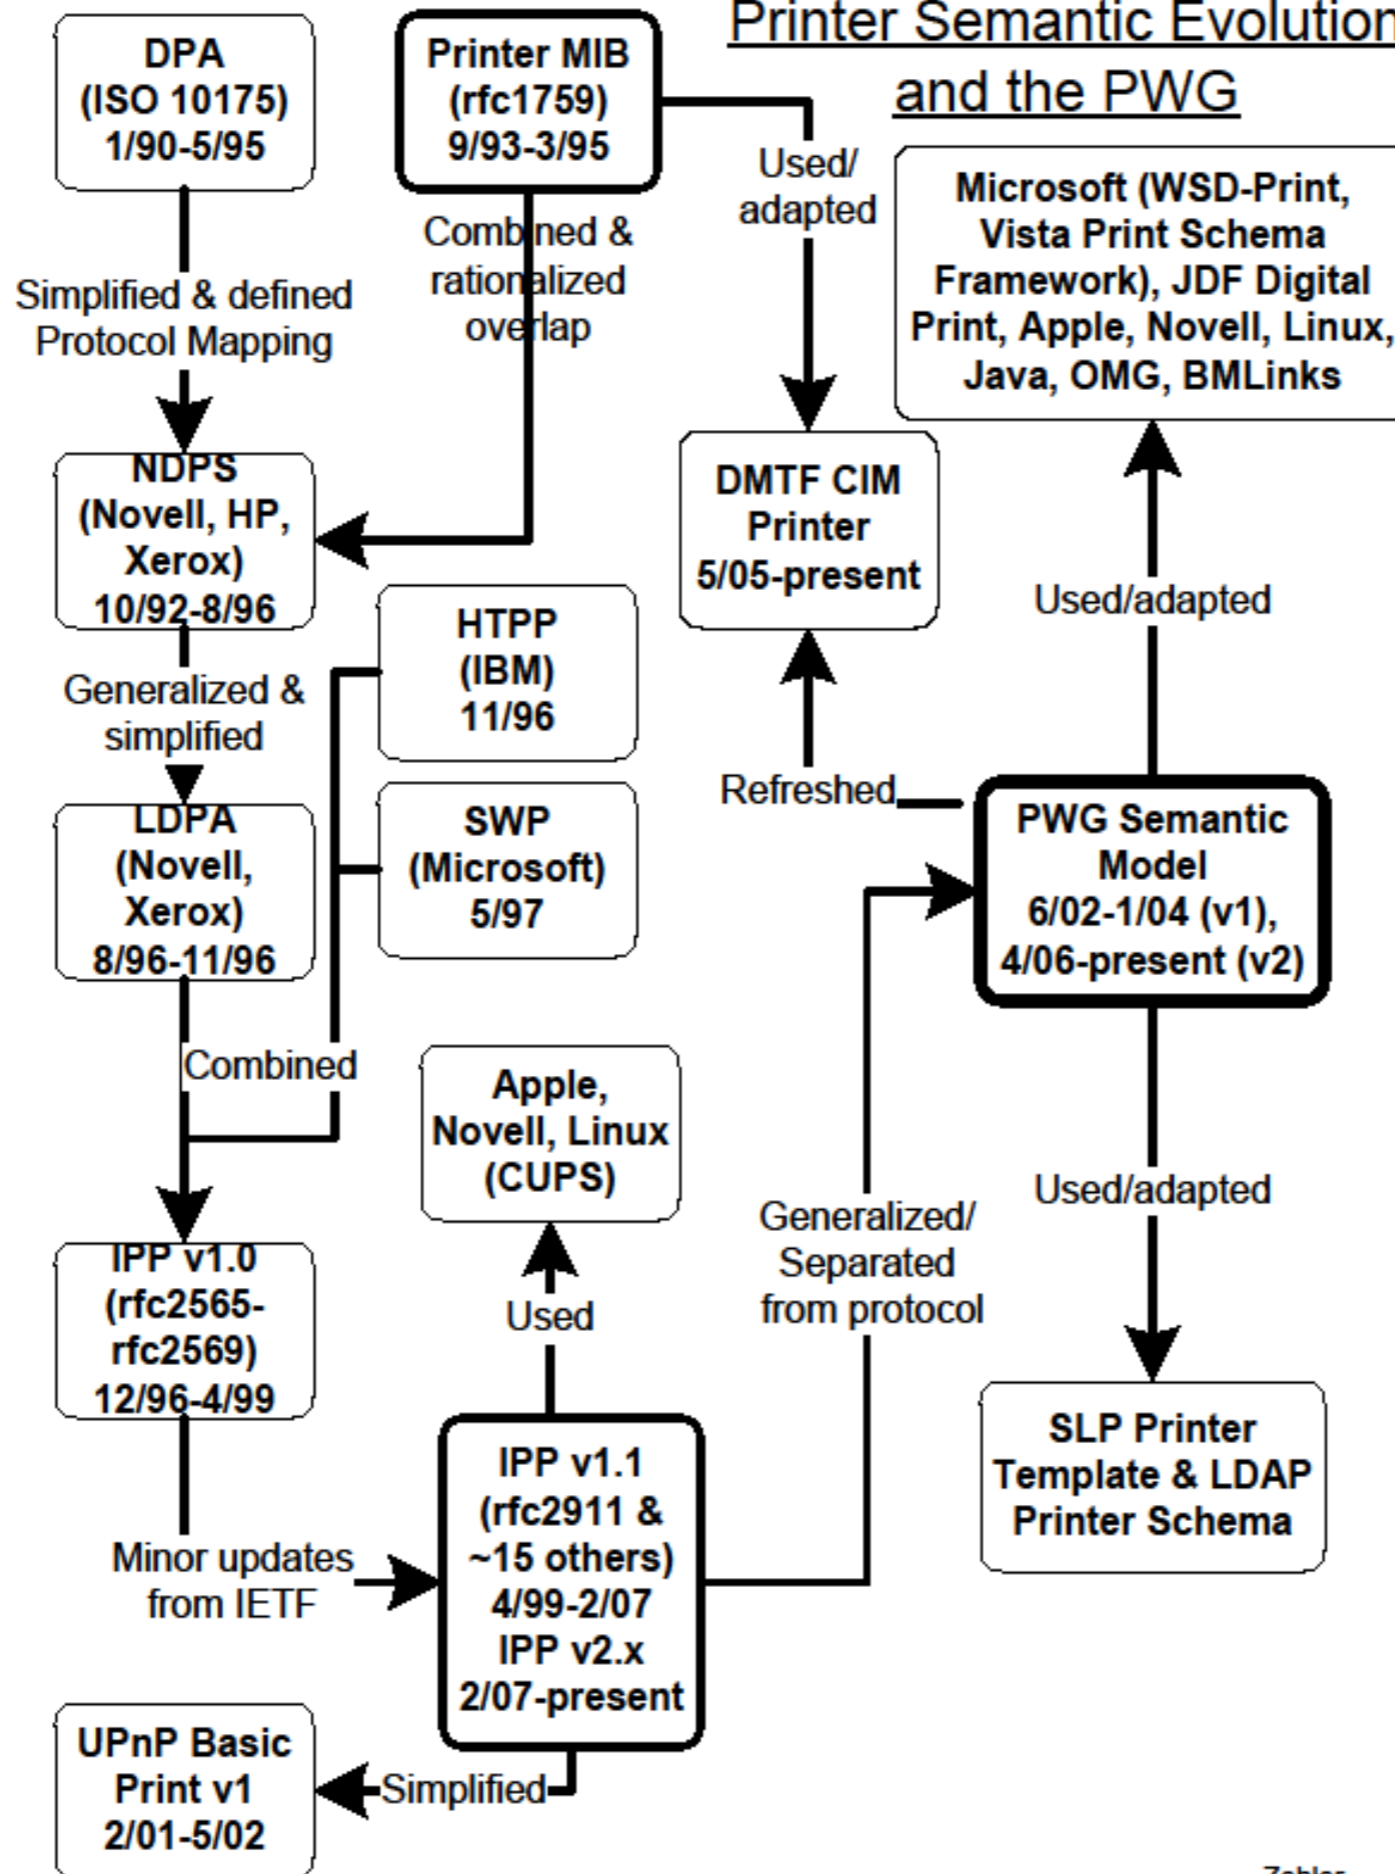 Printer Semantic Evolution
and the PWG
DPA
(ISO 10175)
1/90-5/95
Printer MIB
(rfc1759)
9/93-3/95
Used/
adapted
Microsoft (WSD-Print,
Vista Print Schema
Framework), JDF Digital
Print, Apple, Novell, Linux,
Java, OMG, BMLinks
Simplified & defined
Protocol Mapping
Combined &
rationalized
overlap
NDPS
(Novell, HP,
Xerox)
10/92-8/96
DMTF CIM
Printer
5/05-present
Used/adapted
HTPP
(IBM)
11/96
Generalized &
simplified
Refreshed
SWP
(Microsoft)
5/97
LDPA
(Novell,
Xerox)
8/96-11/96
PWG Semantic
Model
6/02-1/04 (v1),
4/06-present (v2)
Combined
Apple,
Novell, Linux
(CUPS)
Used/adapted
Generalized/
Separated
from protocol
Used
IPP v1.0
(rfc2565-
rfc2569)
12/96-4/99
SLP Printer
Template & LDAP
Printer Schema
IPP v1.1
(rfc2911 &
~15 others)
4/99-2/07
IPP v2.x
2/07-present
Minor updates
from IETF
UPnP Basic
Print v1
2/01-5/02
Simplified